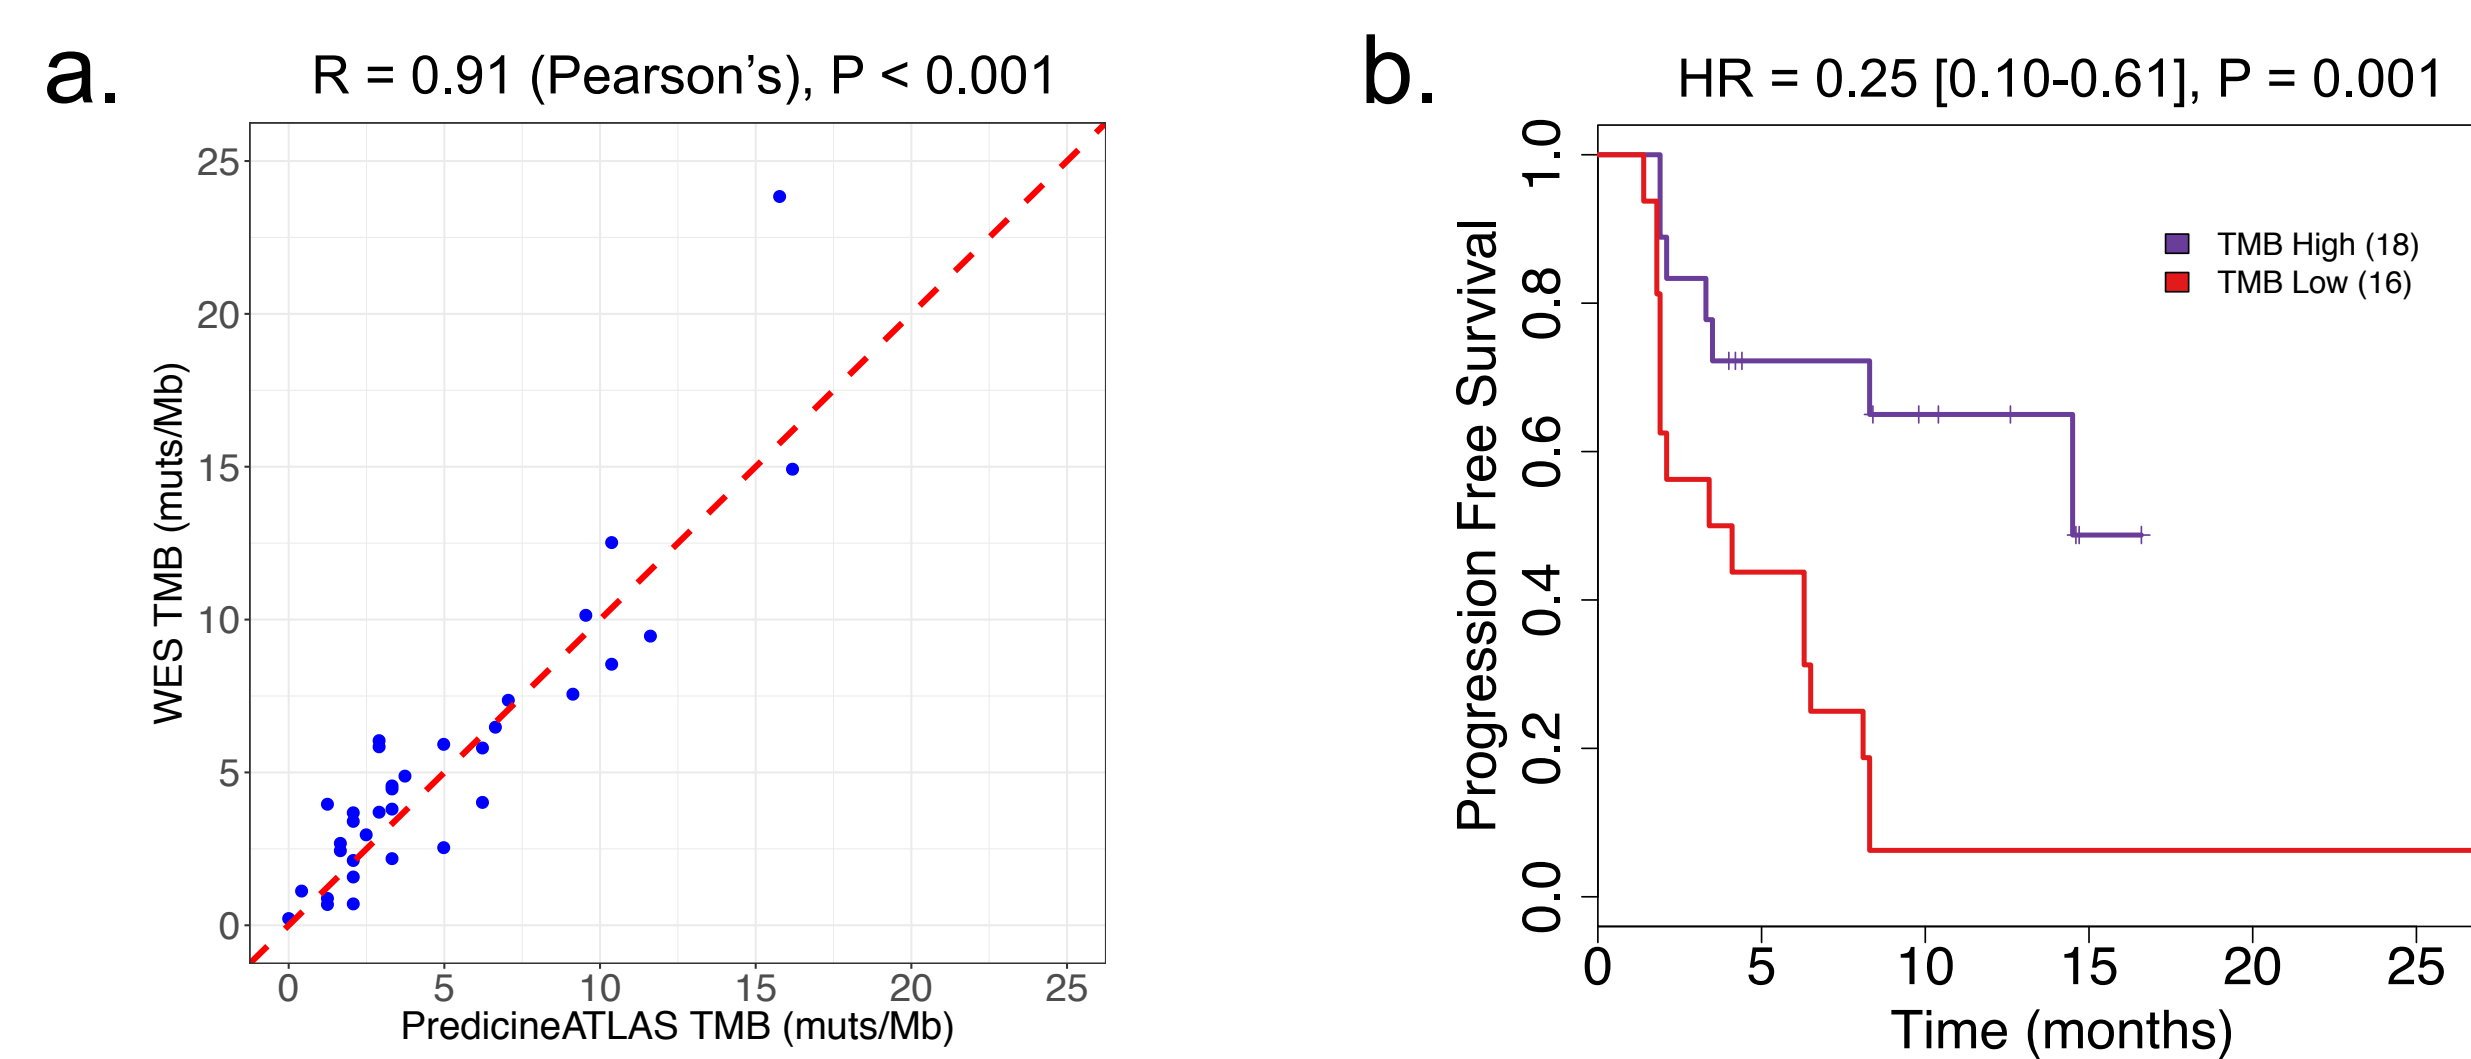 a.
R = 0.91 (Pearson’s), P < 0.001
WES TMB (muts/Mb)
25
20
15
10
5
0
0 5 10 15 20 25
PredicineATLAS TMB (muts/Mb)
b.
HR = 0.25 [0.10-0.61], P = 0.001
Progression Free Survival
1.0
0.8
0.6
0.4
0.2
0.0
TMB High (18)
TMB Low (16)
0 5 10 15 20 25
Time (months)